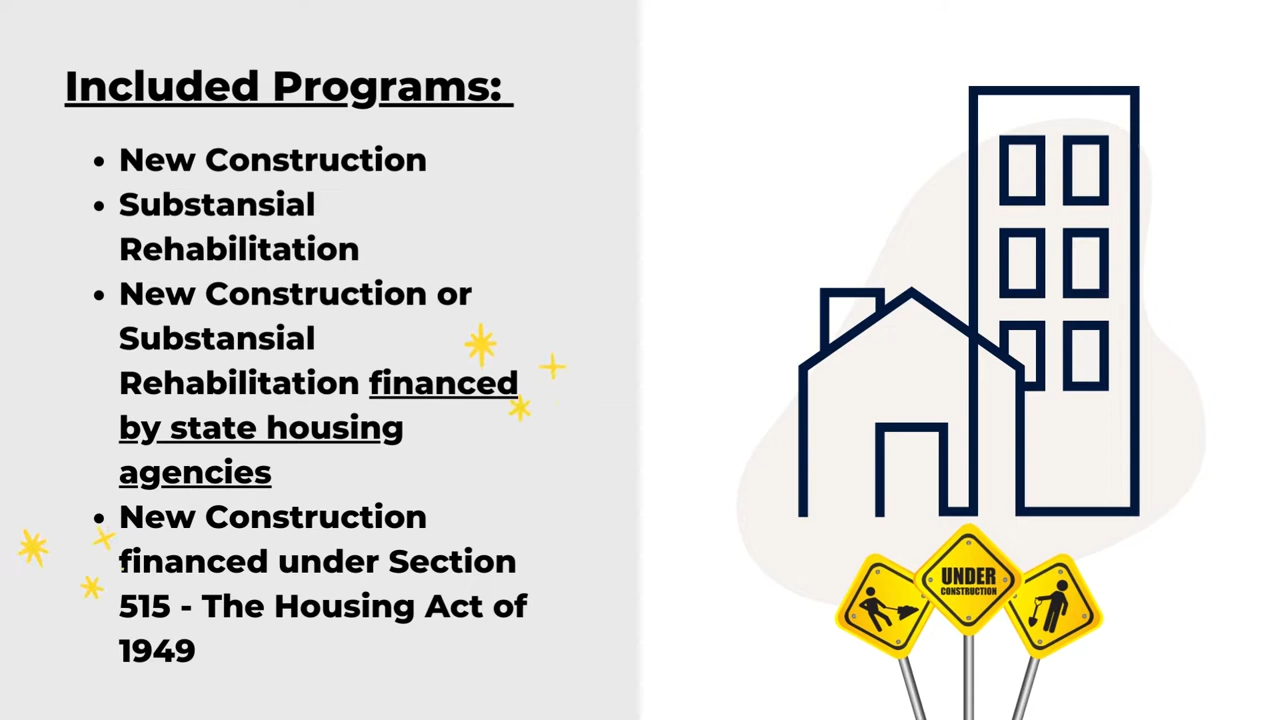 Included Programs:
• New Construction
• Substansial
Rehabilitation
• New Construction or
Substansial
Rehabilitation financed
by state housing
agencies
• New Construction
financed under Section
515 - The Housing Act of
1949
UNDER
CONSTRUCTION